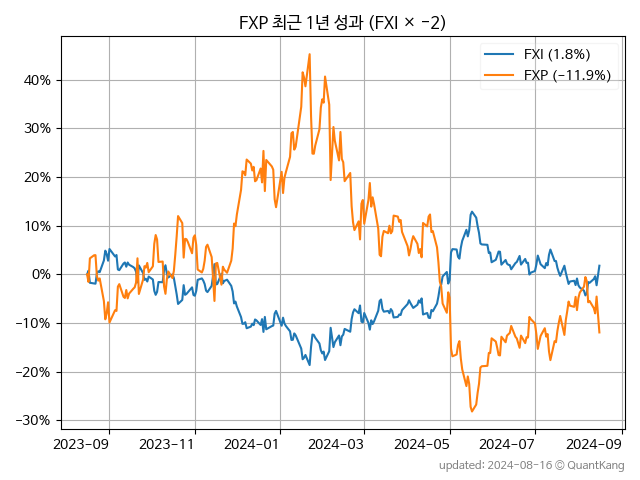 FXP 최근 1년 성과 (FXI × −2)
FXI (1.8%)
FXP (−11.9%)
40%
30%
20%
10%
0%
−10%
−20%
−30%
2023−09 2023−11 2024−01 2024−03 2024−05 2024−07 2024−09
updated: 2024-08-16 © QuantKang